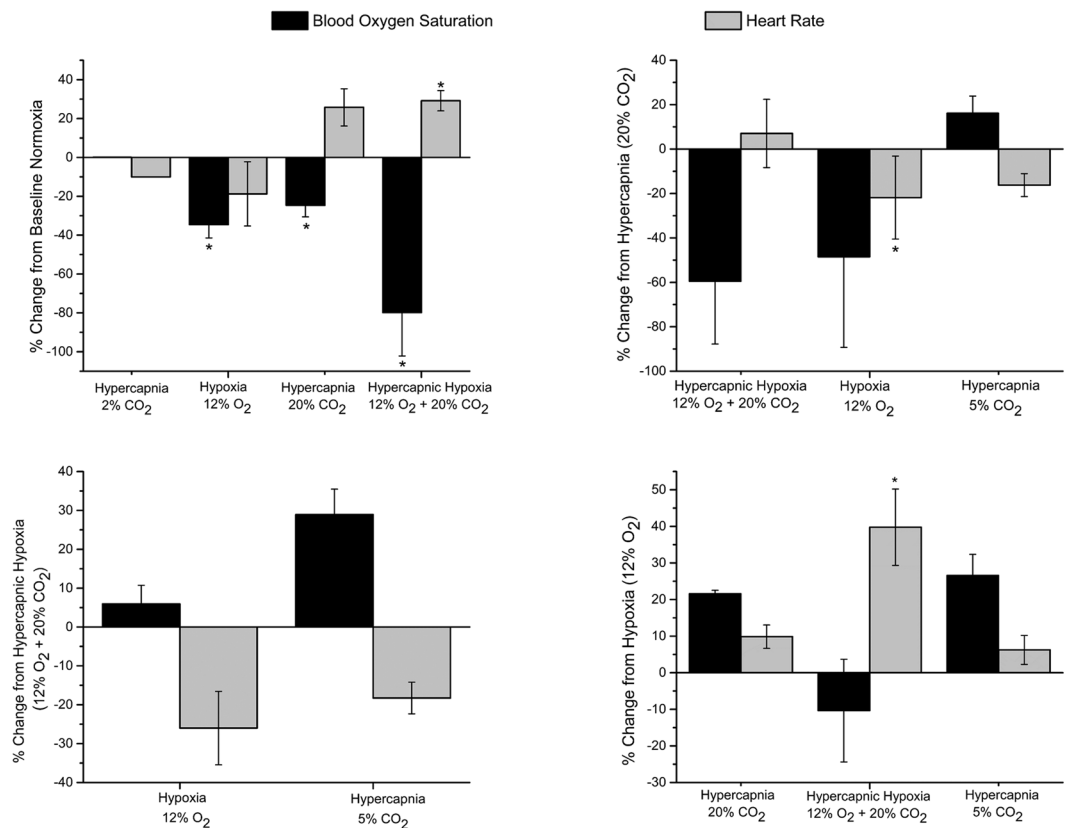 Blood Oxygen Saturation
Heart Rate
% Change from Baseline Normoxia
40
20
0
-20
-40
-60
-80
-100
*
*
*
*
Hypercapnia
2% CO2
Hypoxia
12% O2
Hypercapnia
20% CO2
Hypercapnic Hypoxia
12% O2 + 20% CO2
% Change from Hypercapnia (20% CO2)
40
20
0
-20
-40
-60
-80
-100
*
Hypercapnic Hypoxia
12% O2 + 20% CO2
Hypoxia
12% O2
Hypercapnia
5% CO2
% Change from Hypercapnic Hypoxia
(12% O2 + 20% CO2)
40
30
20
10
0
-10
-20
-30
-40
Hypoxia
12% O2
Hypercapnia
5% CO2
% Change from Hypoxia (12% O2)
50
40
30
20
10
0
-10
-20
-30
*
Hypercapnia
20% CO2
Hypercapnic Hypoxia
12% O2 + 20% CO2
Hypercapnia
5% CO2